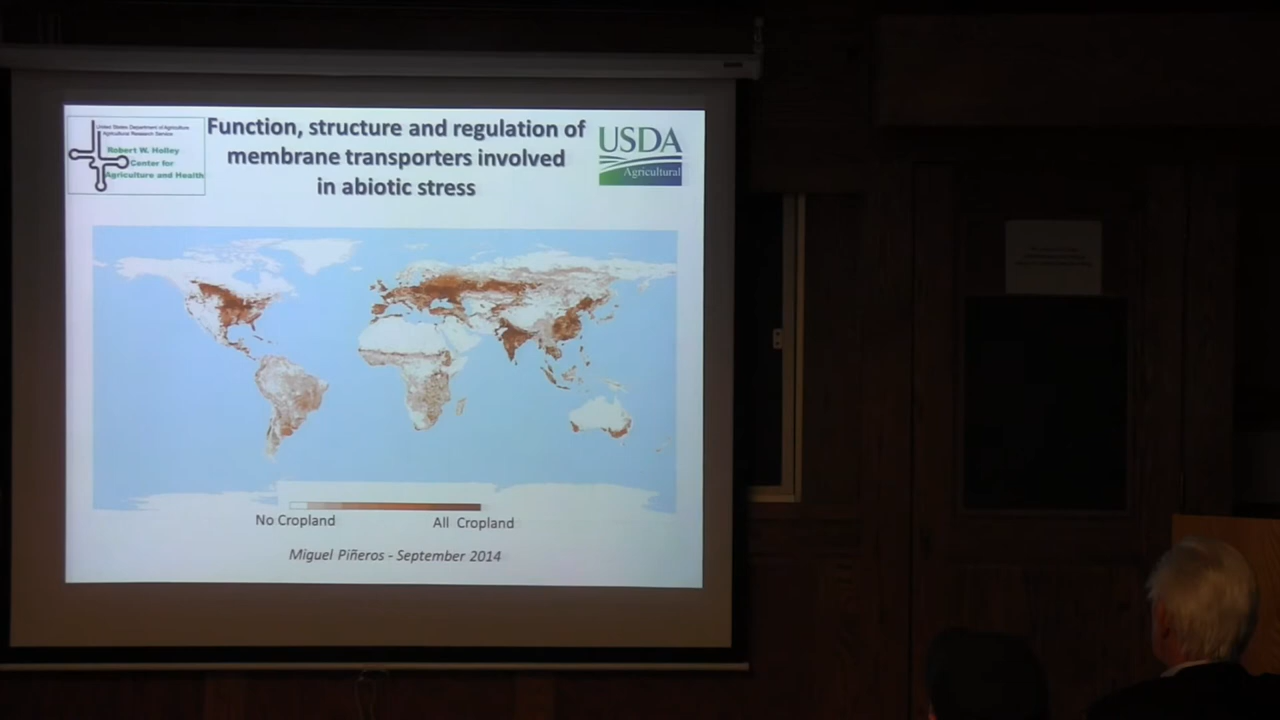 United States Department of Agriculture
Agricultural Research Service
Robert W. Holley
Center for
Agriculture and Health
Function, structure and regulation of
membrane transporters involved
in abiotic stress
USDA
Agricultural
No Cropland
All Cropland
Miguel Piñeros - September 2014